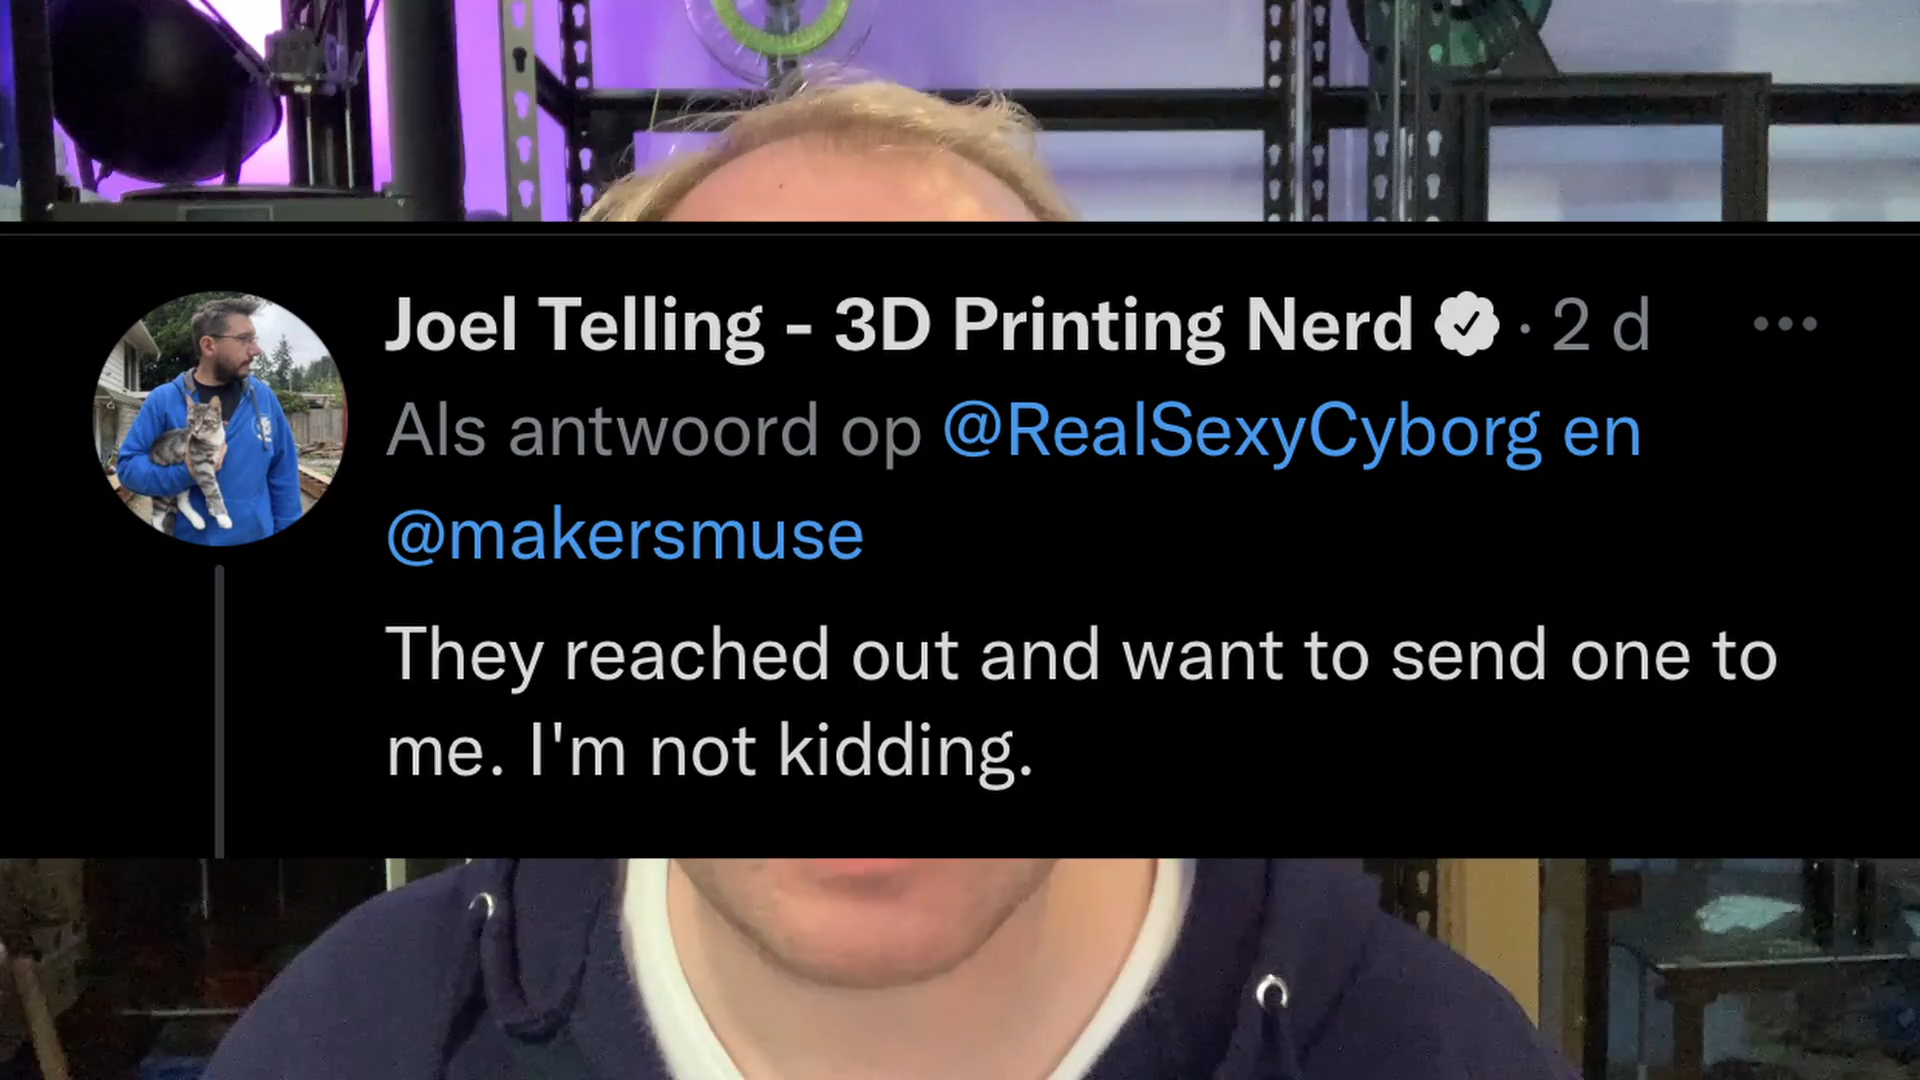 Joel Telling - 3D Printing Nerd · 2 d
Als antwoord op @RealSexyCyborg en
@makersmuse
They reached out and want to send one to
me. I'm not kidding.